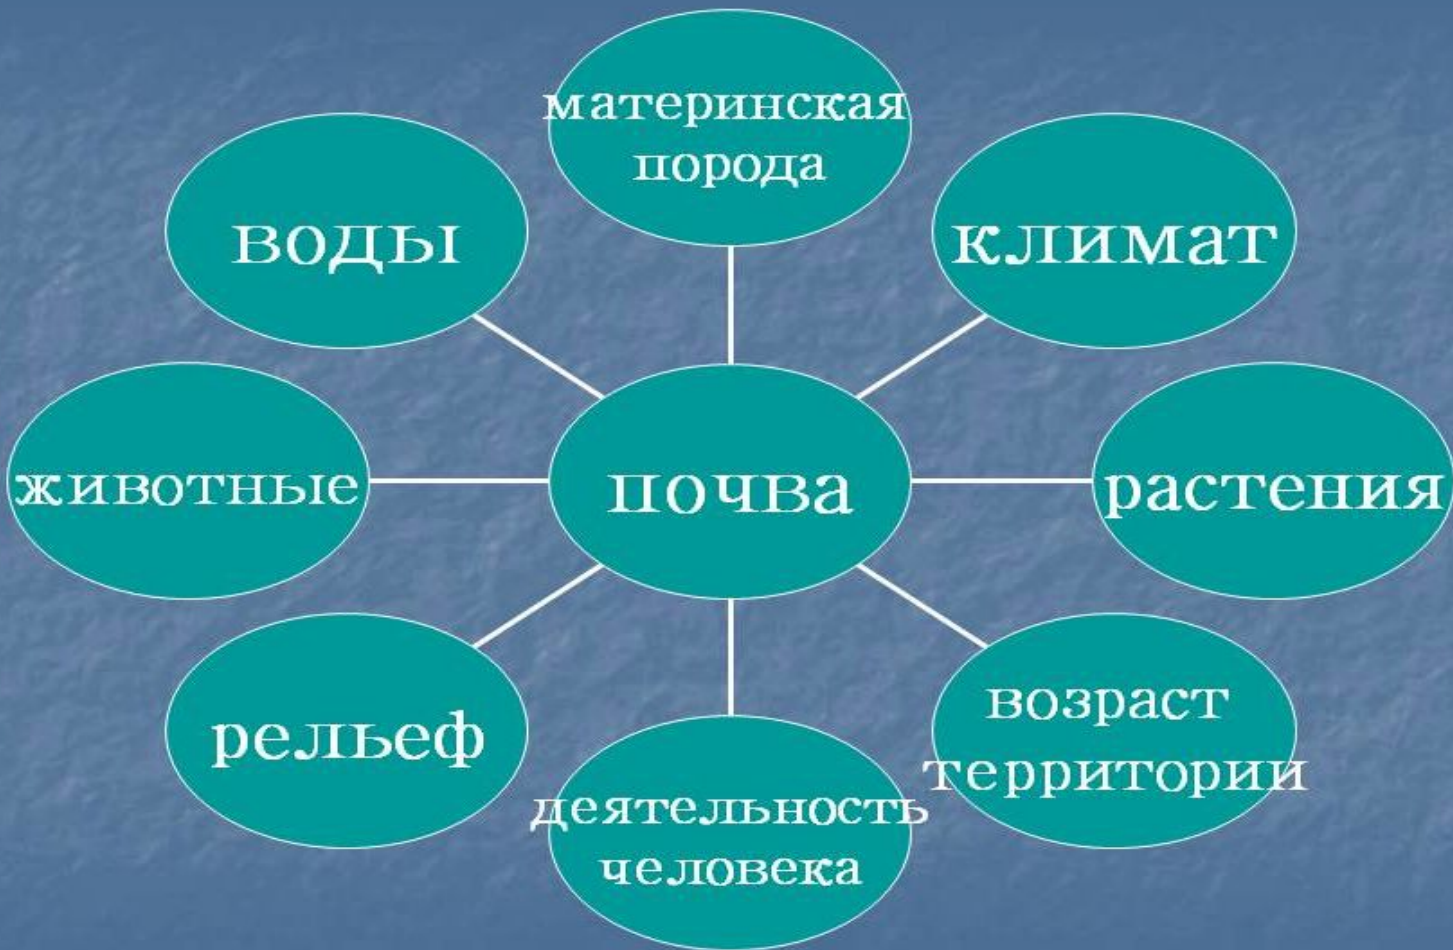 материнская
порода
воды
климат
животные
почва
растения
рельеф
возраст
территории
деятельность
человека